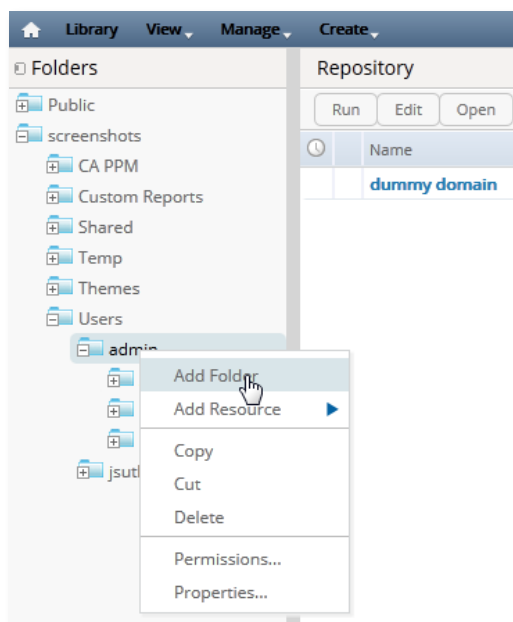 Library View Manage Create
Folders
Repository
Public
Run Edit Open
screenshots
Name
CA PPM
dummy domain
Custom Reports
Shared
Temp
Themes
Users
admin
Add Folder
Add Resource
Copy
Cut
Delete
Permissions...
Properties...